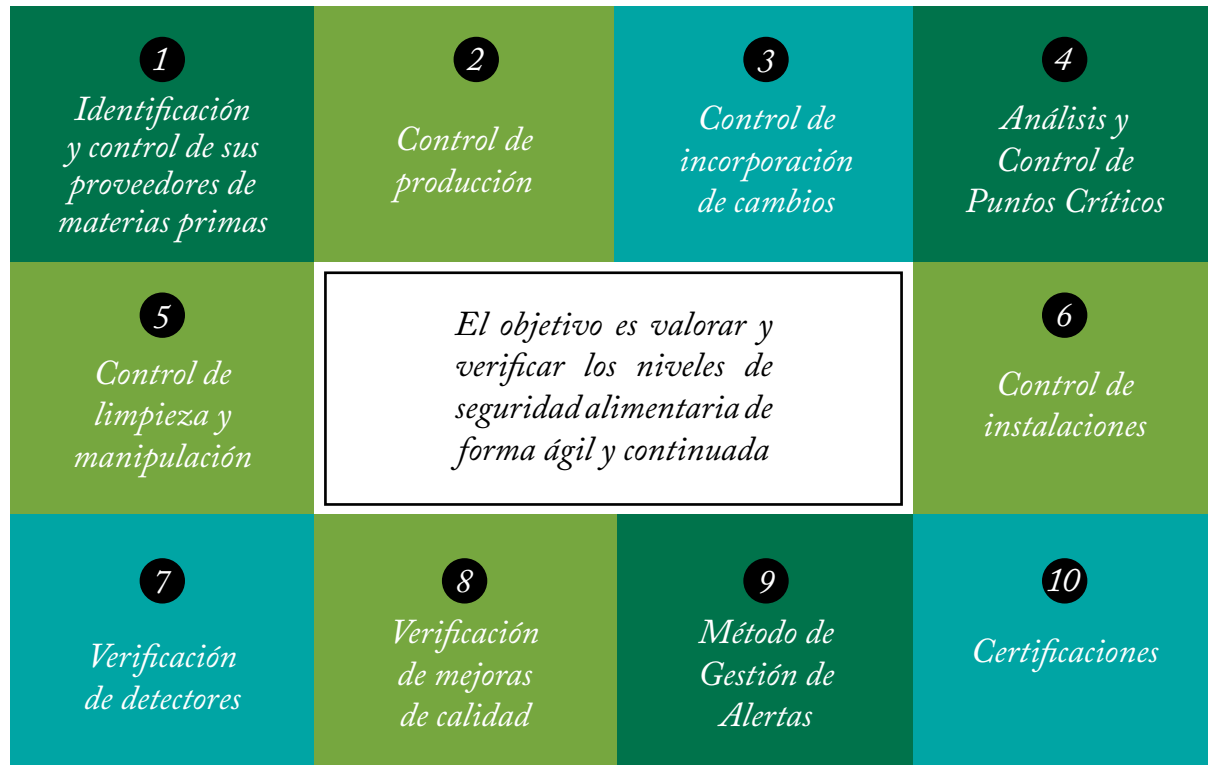 1
Identificación
y control de sus
proveedores de
materias primas
2
Control de
producción
3
Control de
incorporación
de cambios
4
Análisis y
Control de
Puntos Críticos
5
Control de
limpieza y
manipulación
El objetivo es valorar y
verificar los niveles de
seguridad alimentaria de
forma ágil y continuada
6
Control de
instalaciones
7
Verificación
de detectores
8
Verificación
de mejoras
de calidad
9
Método de
Gestión de
Alertas
10
Certificaciones